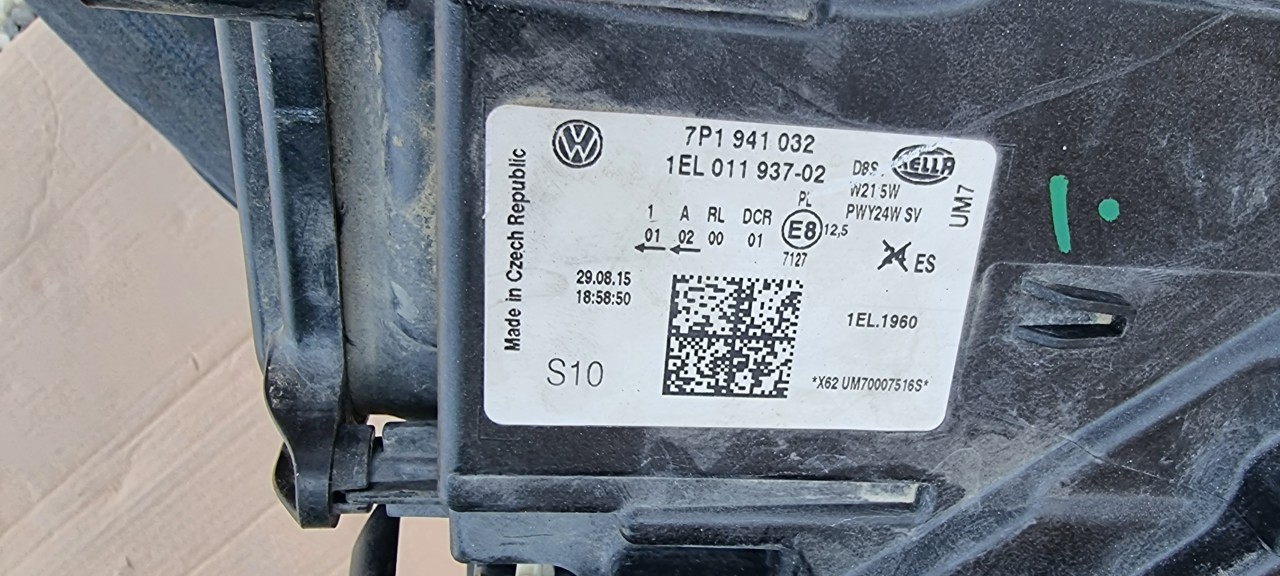 7P1 941 032
1EL 011 937-02
Made in Czech Republic
D8S
W21 5W
PWY24W SV
UM7
PL
1 A RL DCR
01 02 00 01
E8 12,5
7127
ES
29.08.15
18:58:50
1EL.1960
S10
*X62 UM70007516S*